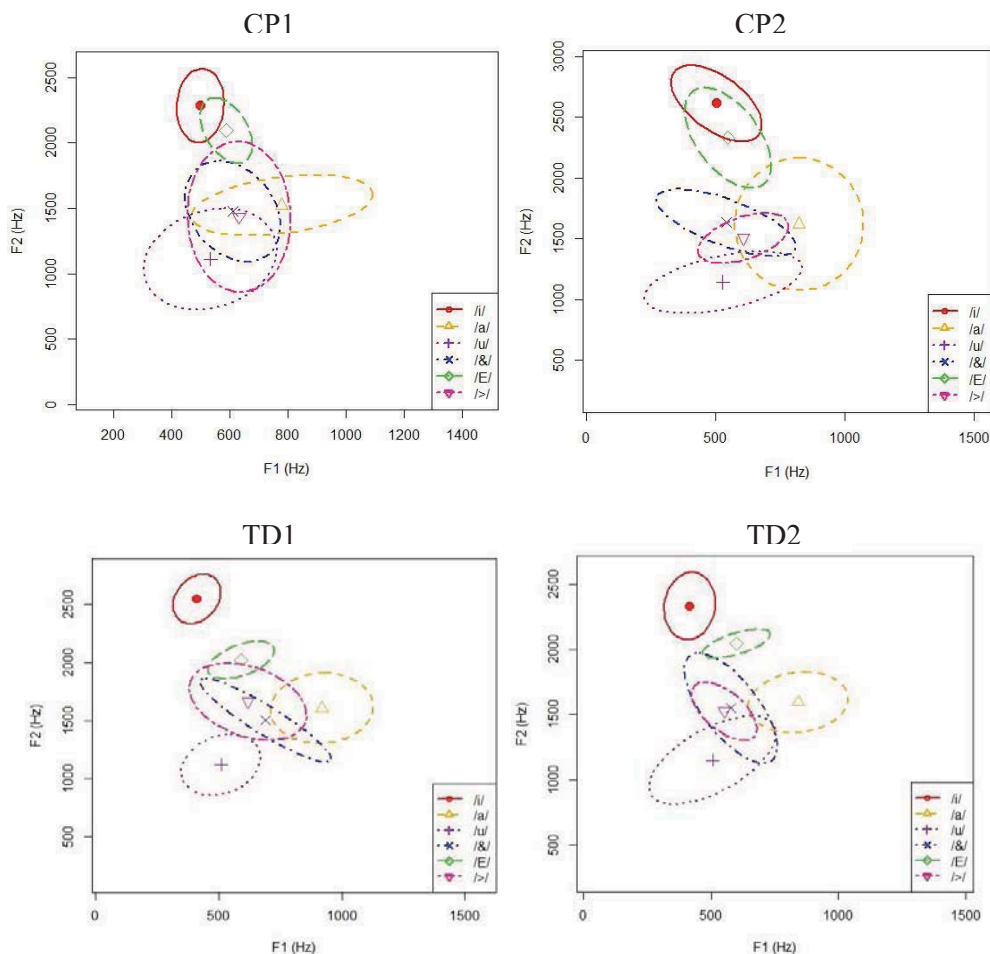 CP1
CP2
F2 (Hz)
2500
2000
1500
1000
500
0
200 400 600 800 1000 1200 1400
F1 (Hz)
/i/
/a/
/u/
/&/
/E/
/>/
F2 (Hz)
3000
2500
2000
1500
1000
500
0 500 1000 1500
F1 (Hz)
/i/
/a/
/u/
/&/
/E/
/>/
TD1
TD2
F2 (Hz)
2500
2000
1500
1000
500
0 500 1000 1500
F1 (Hz)
/i/
/a/
/u/
/&/
/E/
/>/
F2 (Hz)
2500
2000
1500
1000
500
0 500 1000 1500
F1 (Hz)
/i/
/a/
/u/
/&/
/E/
/>/